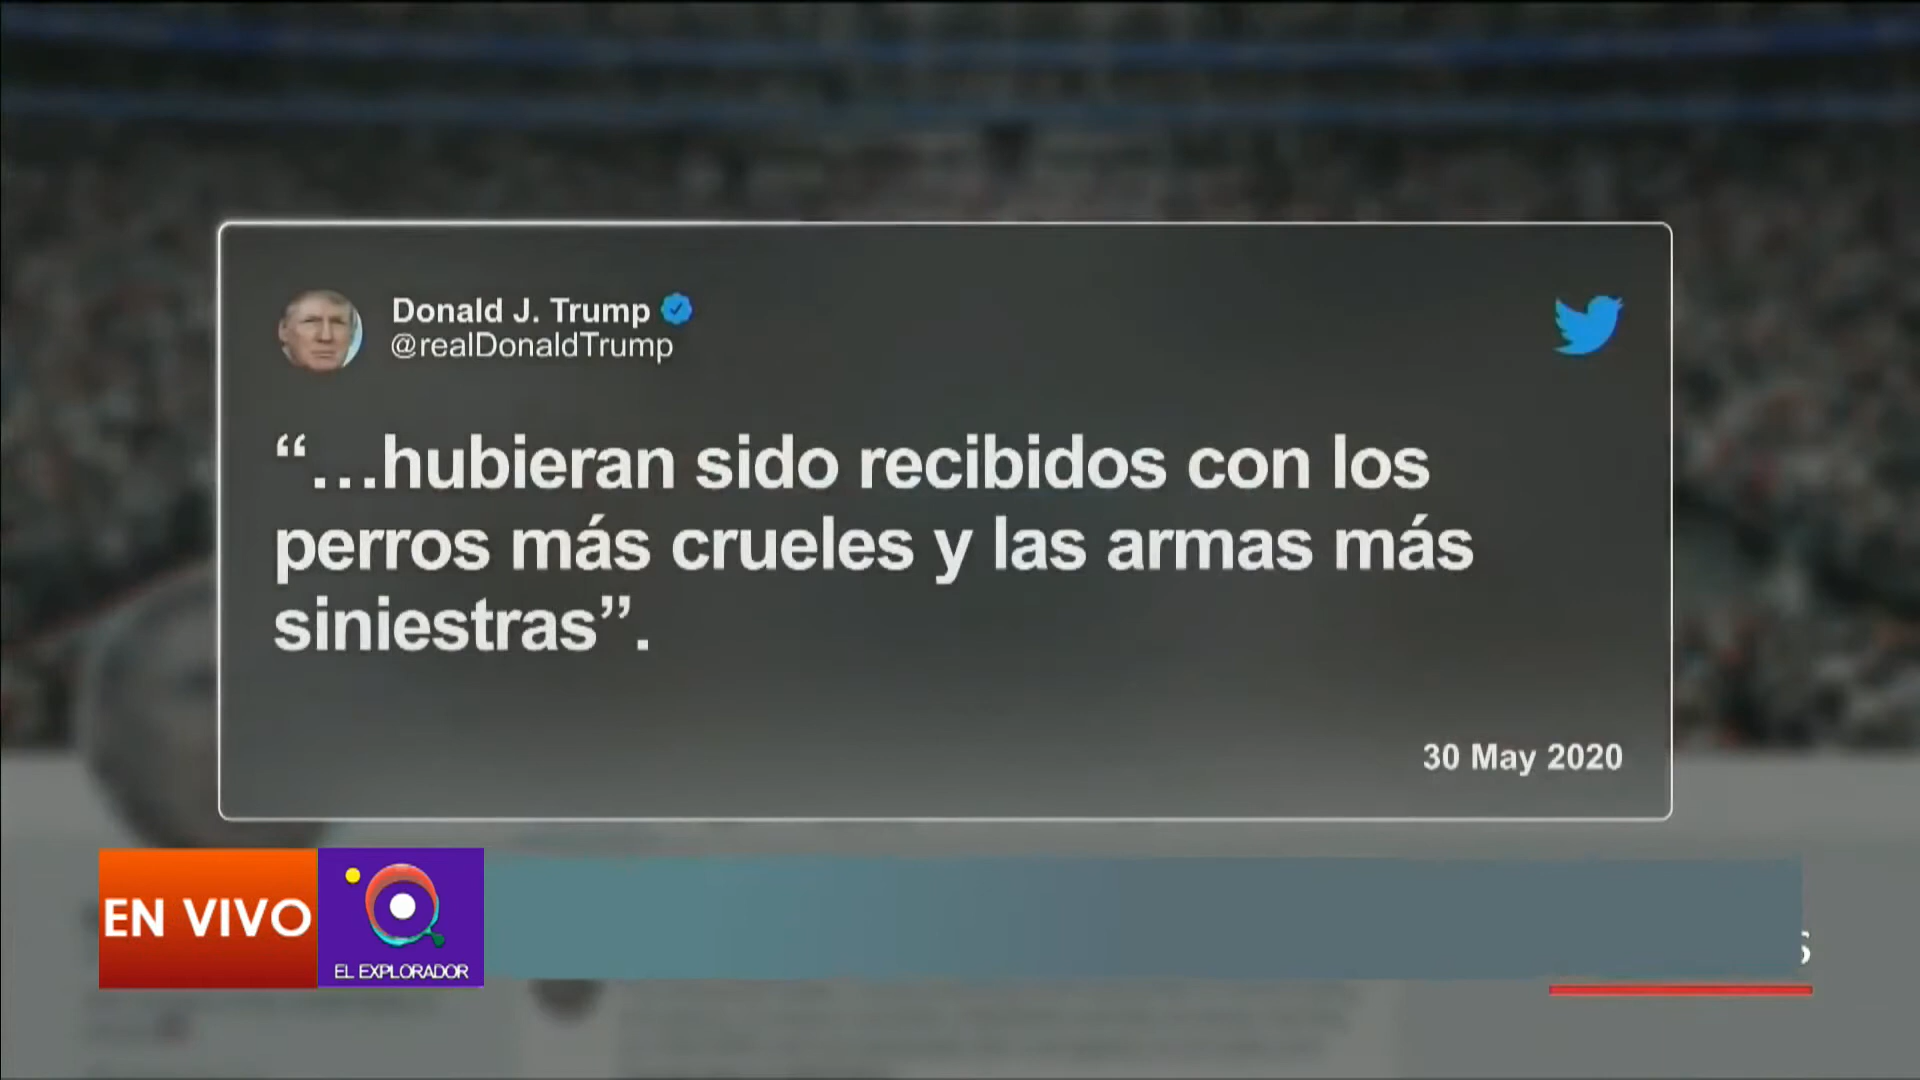 Donald J. Trump
@realDonaldTrump
“…hubieran sido recibidos con los
perros más crueles y las armas más
siniestras”.
30 May 2020
EN VIVO
EL EXPLORADOR